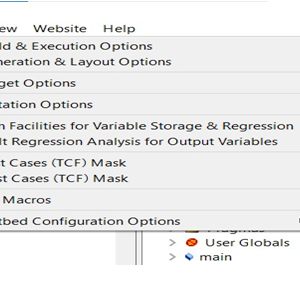 ew Website Help
ld & Execution Options
neration & Layout Options
get Options
tation Options
n Facilities for Variable Storage & Regression
lt Regression Analysis for Output Variables
t Cases (TCF) Mask
st Cases (TCF) Mask
Macros
tbed Configuration Options
User Globals
main